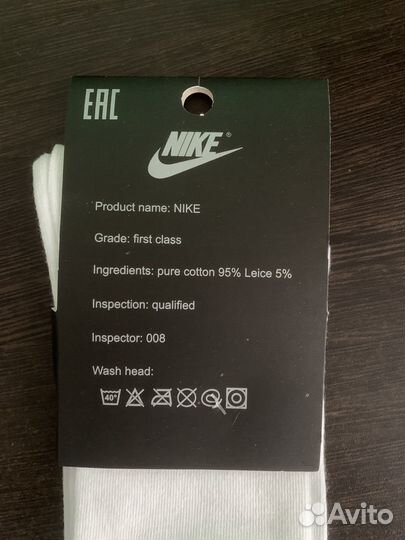 EAC
NIKE®
Product name: NIKE
Grade: first class
Ingredients: pure cotton 95% Leice 5%
Inspection: qualified
Inspector: 008
Wash head:
40°
Avito